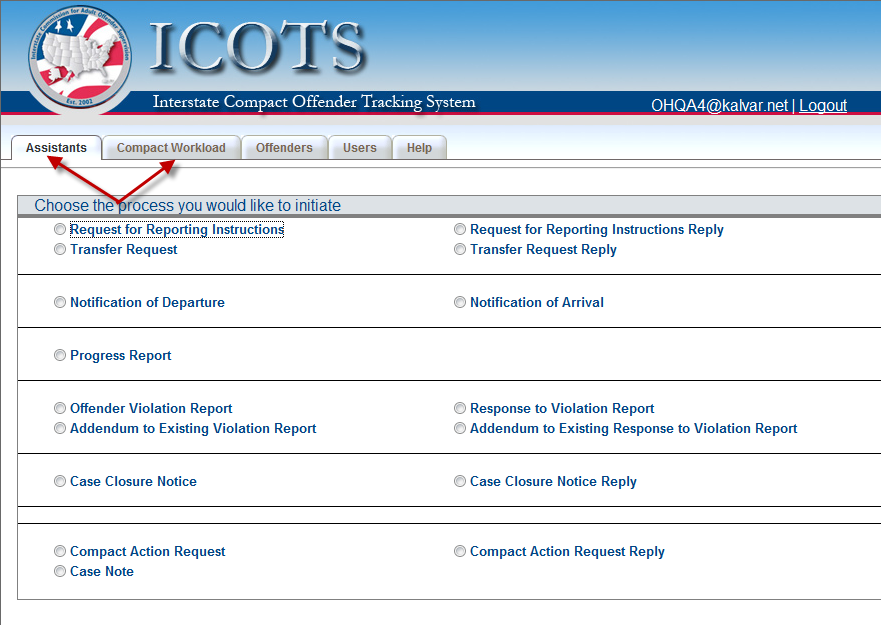 Interstate Commission for Adult Offender Supervision
Est. 2002
ICOTS
Interstate Compact Offender Tracking System
OHQA4@kalvar.net | Logout
Assistants Compact Workload Offenders Users Help
Choose the process you would like to initiate
Request for Reporting Instructions Request for Reporting Instructions Reply
Transfer Request Transfer Request Reply
Notification of Departure Notification of Arrival
Progress Report
Offender Violation Report Response to Violation Report
Addendum to Existing Violation Report Addendum to Existing Response to Violation Report
Case Closure Notice Case Closure Notice Reply
Compact Action Request Compact Action Request Reply
Case Note